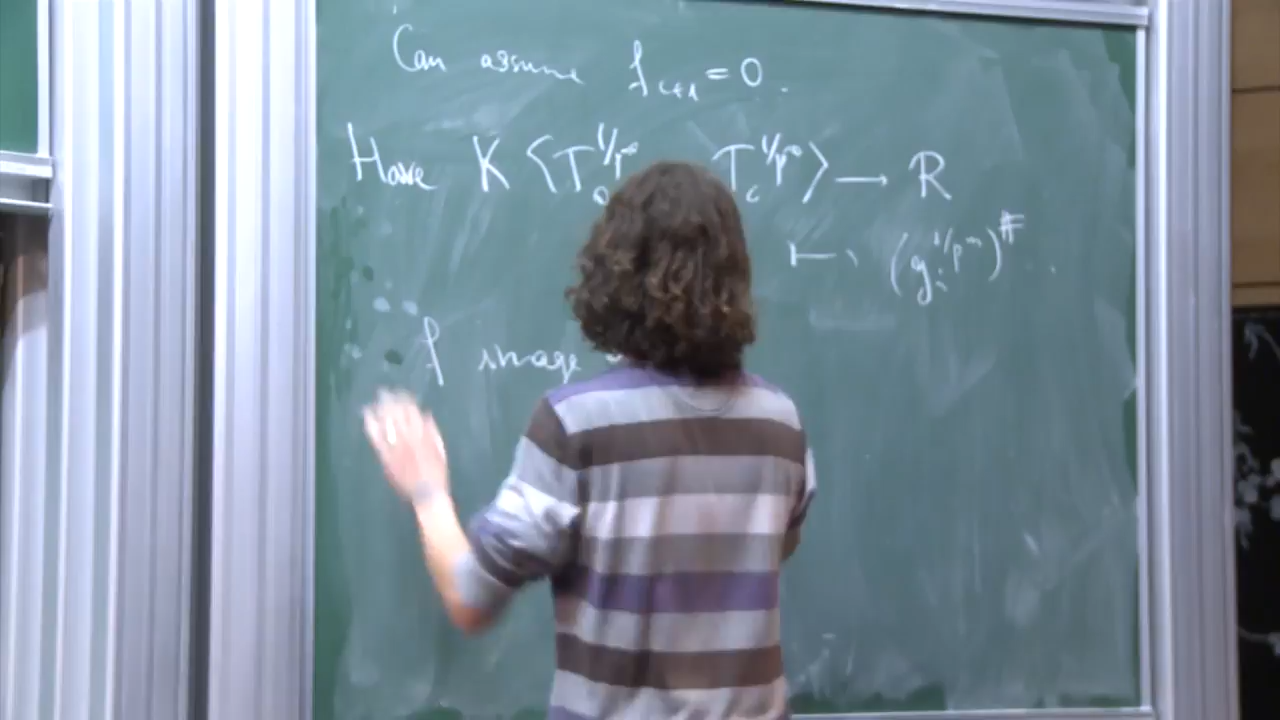 Can assume f_{c+1} = 0.
Have K ⟨T_0^{1/p^∞} T_c^{1/p^∞}⟩ → R
↦ (g_i^{1/p^m})^#.
f image